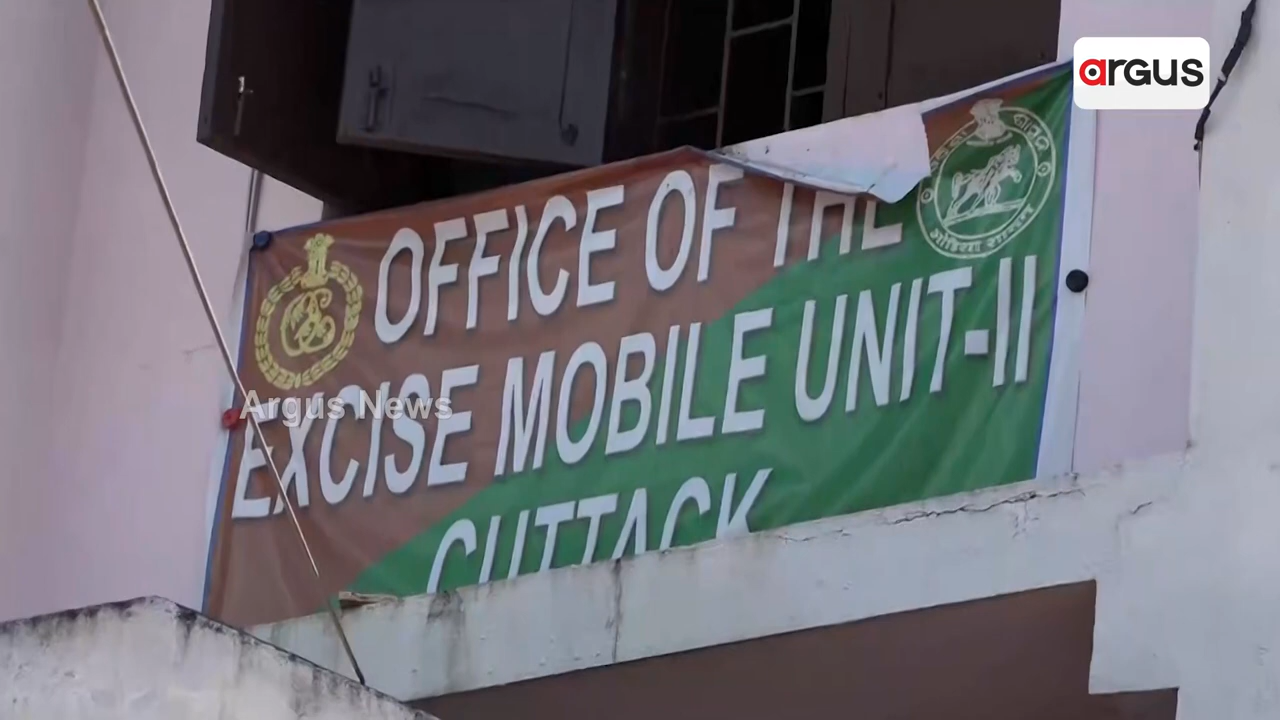 argus
OFFICE OF THE
EXCISE MOBILE UNIT-II
CUTTACK
Argus News